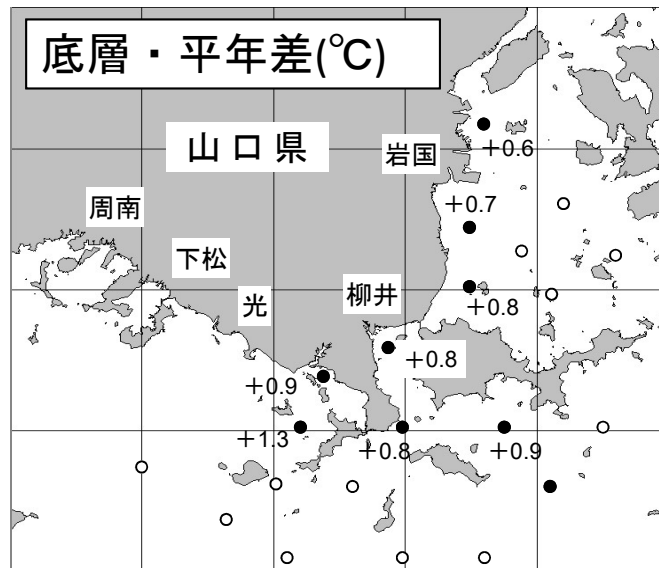 底層・平年差(℃)
山口県
岩国
+0.6
周南
+0.7
下松
光
柳井
+0.8
+0.8
+0.9
+1.3
+0.8
+0.9